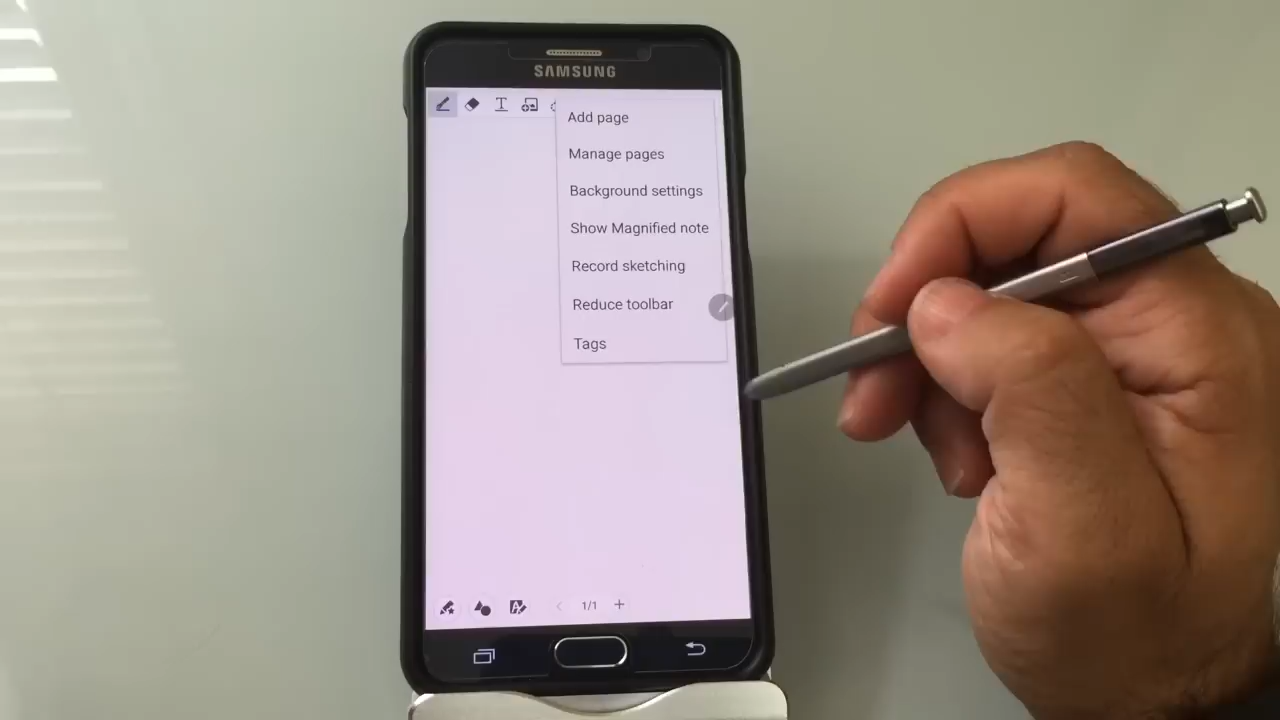 SAMSUNG
T
Add page
Manage pages
Background settings
Show Magnified note
Record sketching
Reduce toolbar
Tags
1/1